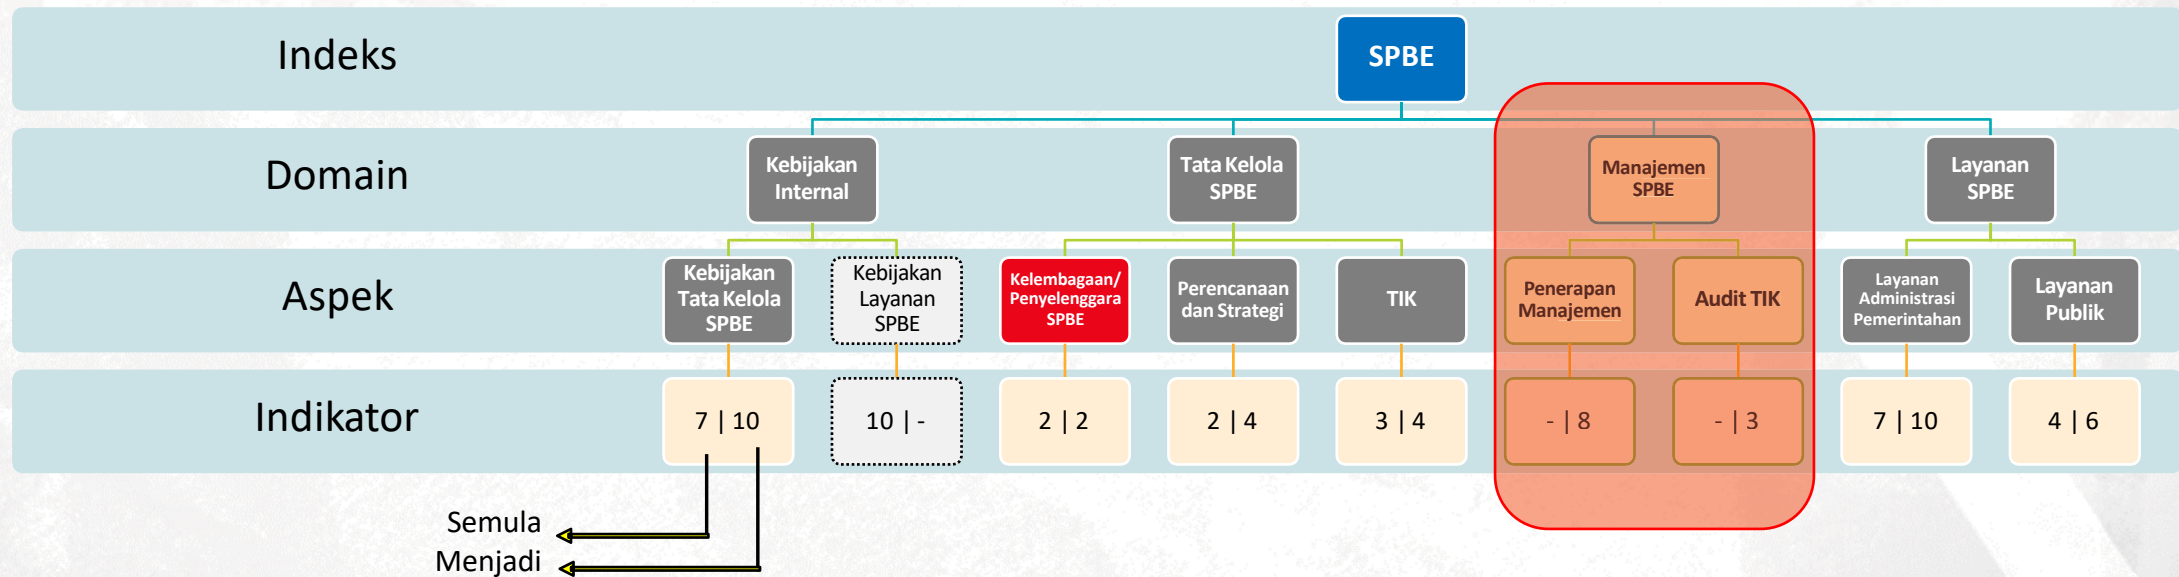 Indeks
SPBE
Domain
Kebijakan
Internal
Tata Kelola
SPBE
Manajemen
SPBE
Layanan
SPBE
Aspek
Kebijakan
Tata Kelola
SPBE
Kebijakan
Layanan
SPBE
Kelembagaan/
Penyelenggara
SPBE
Perencanaan
dan Strategi
TIK
Penerapan
Manajemen
Audit TIK
Layanan
Administrasi
Pemerintahan
Layanan
Publik
Indikator
7 | 10
10 | -
2 | 2
2 | 4
3 | 4
- | 8
- | 3
7 | 10
4 | 6
Semula
Menjadi